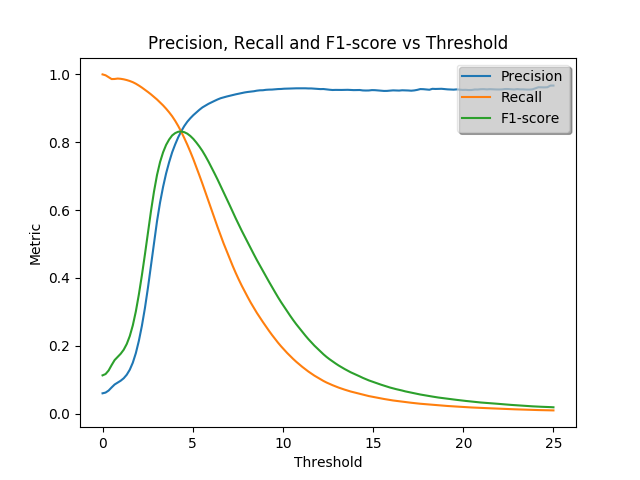 Precision, Recall and F1-score vs Threshold
Precision
Recall
F1-score
Metric
1.0
0.8
0.6
0.4
0.2
0.0
0 5 10 15 20 25
Threshold